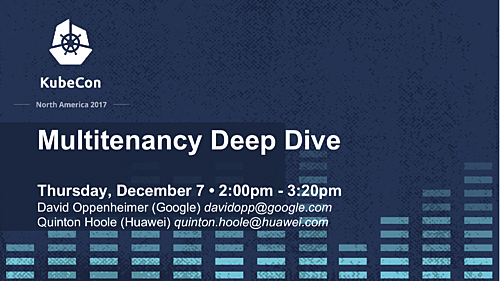 KubeCon
North America 2017
Multitenancy Deep Dive
Thursday, December 7 • 2:00pm - 3:20pm
David Oppenheimer (Google) davidopp@google.com
Quinton Hoole (Huawei) quinton.hoole@huawei.com